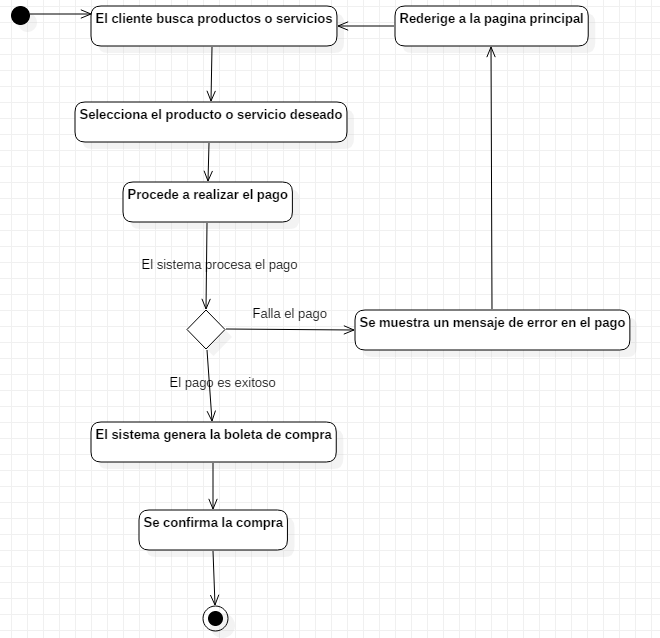 El cliente busca productos o servicios
Rederige a la pagina principal
Selecciona el producto o servicio deseado
Procede a realizar el pago
El sistema procesa el pago
Falla el pago
Se muestra un mensaje de error en el pago
El pago es exitoso
El sistema genera la boleta de compra
Se confirma la compra